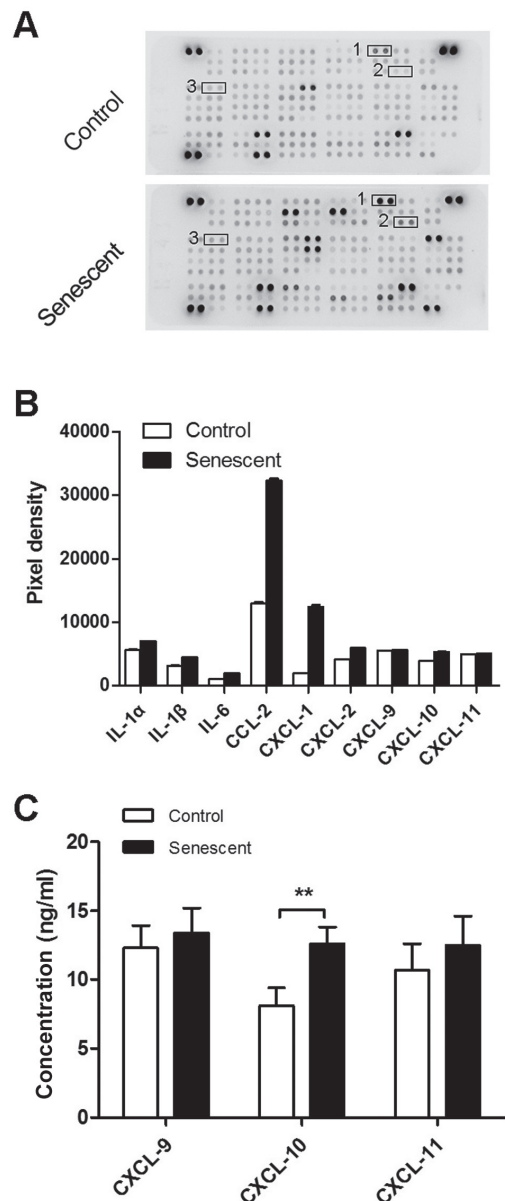 A
Control
1
2
3
Senescent
1
2
3
B
Control
Senescent
Pixel density
40000
30000
20000
10000
0
IL-1α
IL-1β
IL-6
CCL-2
CXCL-1
CXCL-2
CXCL-9
CXCL-10
CXCL-11
C
Control
Senescent
Concentration (ng/ml)
20
15
10
5
0
**
CXCL-9
CXCL-10
CXCL-11